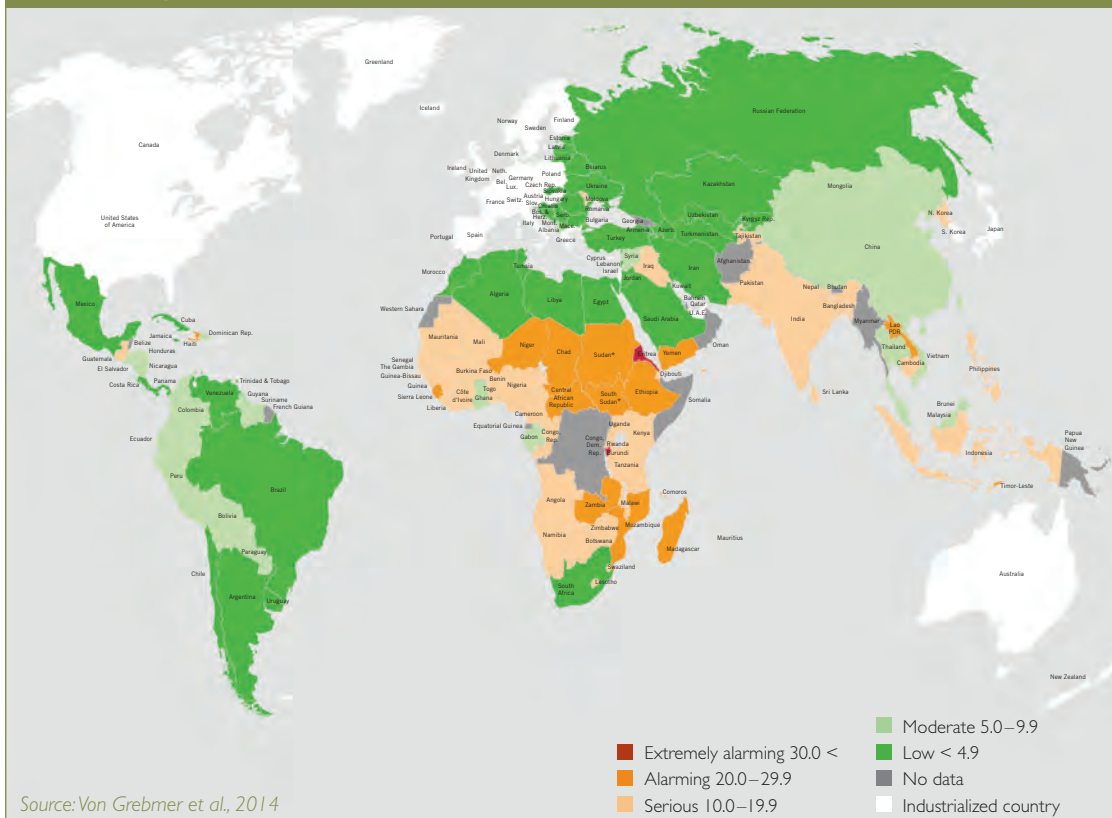 Greenland
Iceland
Finland
Norway
Sweden
Russian Federation
Canada
Estonia
Latvia
Lithuania
Denmark
Ireland
United
Kingdom
Neth.
Bel.
Lux.
Germany
Poland
Belarus
Czech Rep.
Slovakia
Ukraine
Kazakhstan
Mongolia
France
Switz.
Austria
Slov.
Hungary
Moldova
Romania
Croatia
Bos. &
Herz.
Serb.
Bulgaria
Italy
Mont.
Albania
Mace.
Georgia
Armenia
Azerb.
Uzbekistan
Kyrgyz Rep.
Turkmenistan
Tajikistan
N. Korea
S. Korea
Japan
United States
of America
Portugal
Spain
Greece
Turkey
China
Cyprus
Lebanon
Israel
Syria
Iraq
Iran
Afghanistan
Morocco
Tunisia
Jordan
Kuwait
Pakistan
Nepal
Bhutan
Algeria
Libya
Egypt
Bahrain
Qatar
U.A.E.
Bangladesh
Mexico
Western Sahara
Saudi Arabia
India
Myanmar
Lao
PDR
Cuba
Dominican Rep.
Jamaica
Haiti
Belize
Honduras
Guatemala
El Salvador
Nicaragua
Mauritania
Mali
Niger
Chad
Sudan*
Eritrea
Yemen
Oman
Thailand
Cambodia
Vietnam
Philippines
Senegal
The Gambia
Guinea-Bissau
Burkina Faso
Benin
Djibouti
Costa Rica
Panama
Trinidad & Tobago
Venezuela
Guyana
Suriname
French Guiana
Guinea
Sierra Leone
Liberia
Côte
d'Ivoire
Togo
Ghana
Nigeria
Central
African
Republic
South
Sudan*
Ethiopia
Somalia
Sri Lanka
Brunei
Malaysia
Colombia
Cameroon
Equatorial Guinea
Gabon
Congo,
Rep.
Congo,
Dem.
Rep.
Uganda
Kenya
Rwanda
Burundi
Ecuador
Indonesia
Papua
New
Guinea
Peru
Brazil
Tanzania
Timor-Leste
Angola
Zambia
Malawi
Comoros
Bolivia
Zimbabwe
Mozambique
Namibia
Botswana
Madagascar
Mauritius
Paraguay
Swaziland
Chile
South
Africa
Lesotho
Australia
Argentina
Uruguay
New Zealand
Extremely alarming 30.0 <
Alarming 20.0–29.9
Serious 10.0–19.9
Moderate 5.0–9.9
Low < 4.9
No data
Industrialized country
Source: Von Grebmer et al., 2014